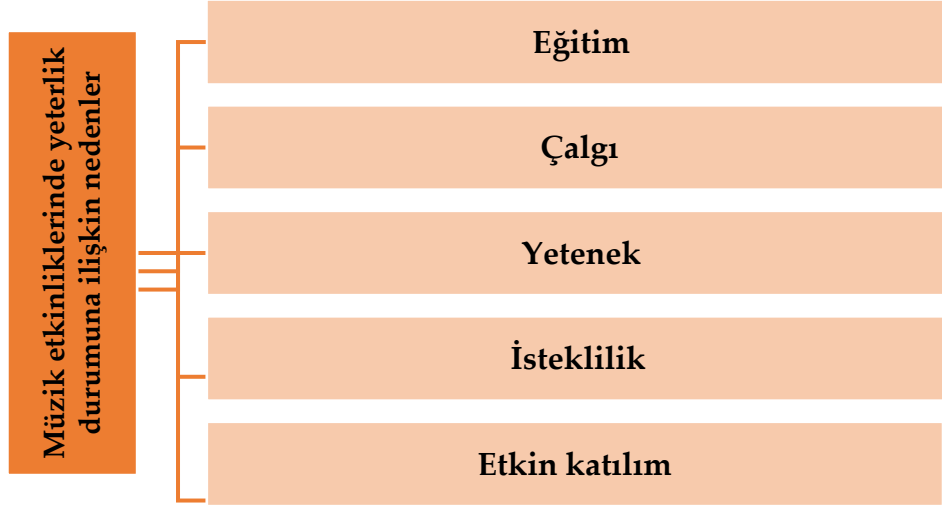 Müzik etkinliklerinde yeterlik
durumuna ilişkin nedenler
Eğitim
Çalgı
Yetenek
İsteklilik
Etkin katılım